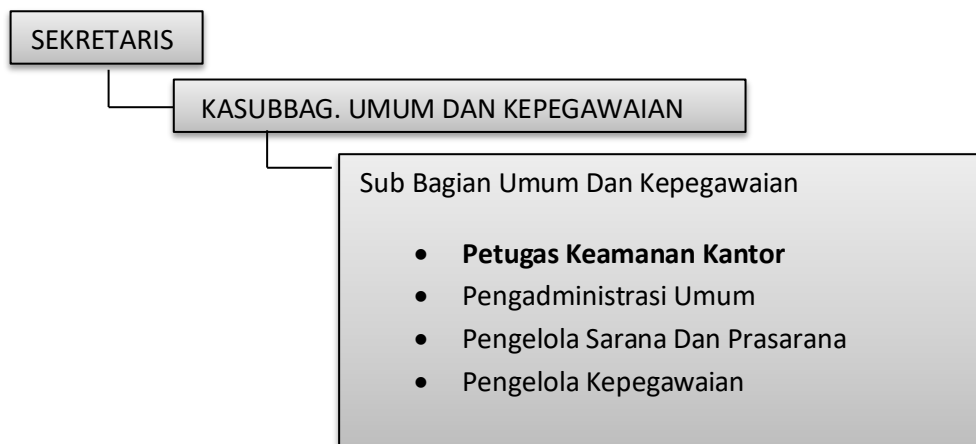 SEKRETARIS
KASUBBAG. UMUM DAN KEPEGAWAIAN
Sub Bagian Umum Dan Kepegawaian
• Petugas Keamanan Kantor
• Pengadministrasi Umum
• Pengelola Sarana Dan Prasarana
• Pengelola Kepegawaian